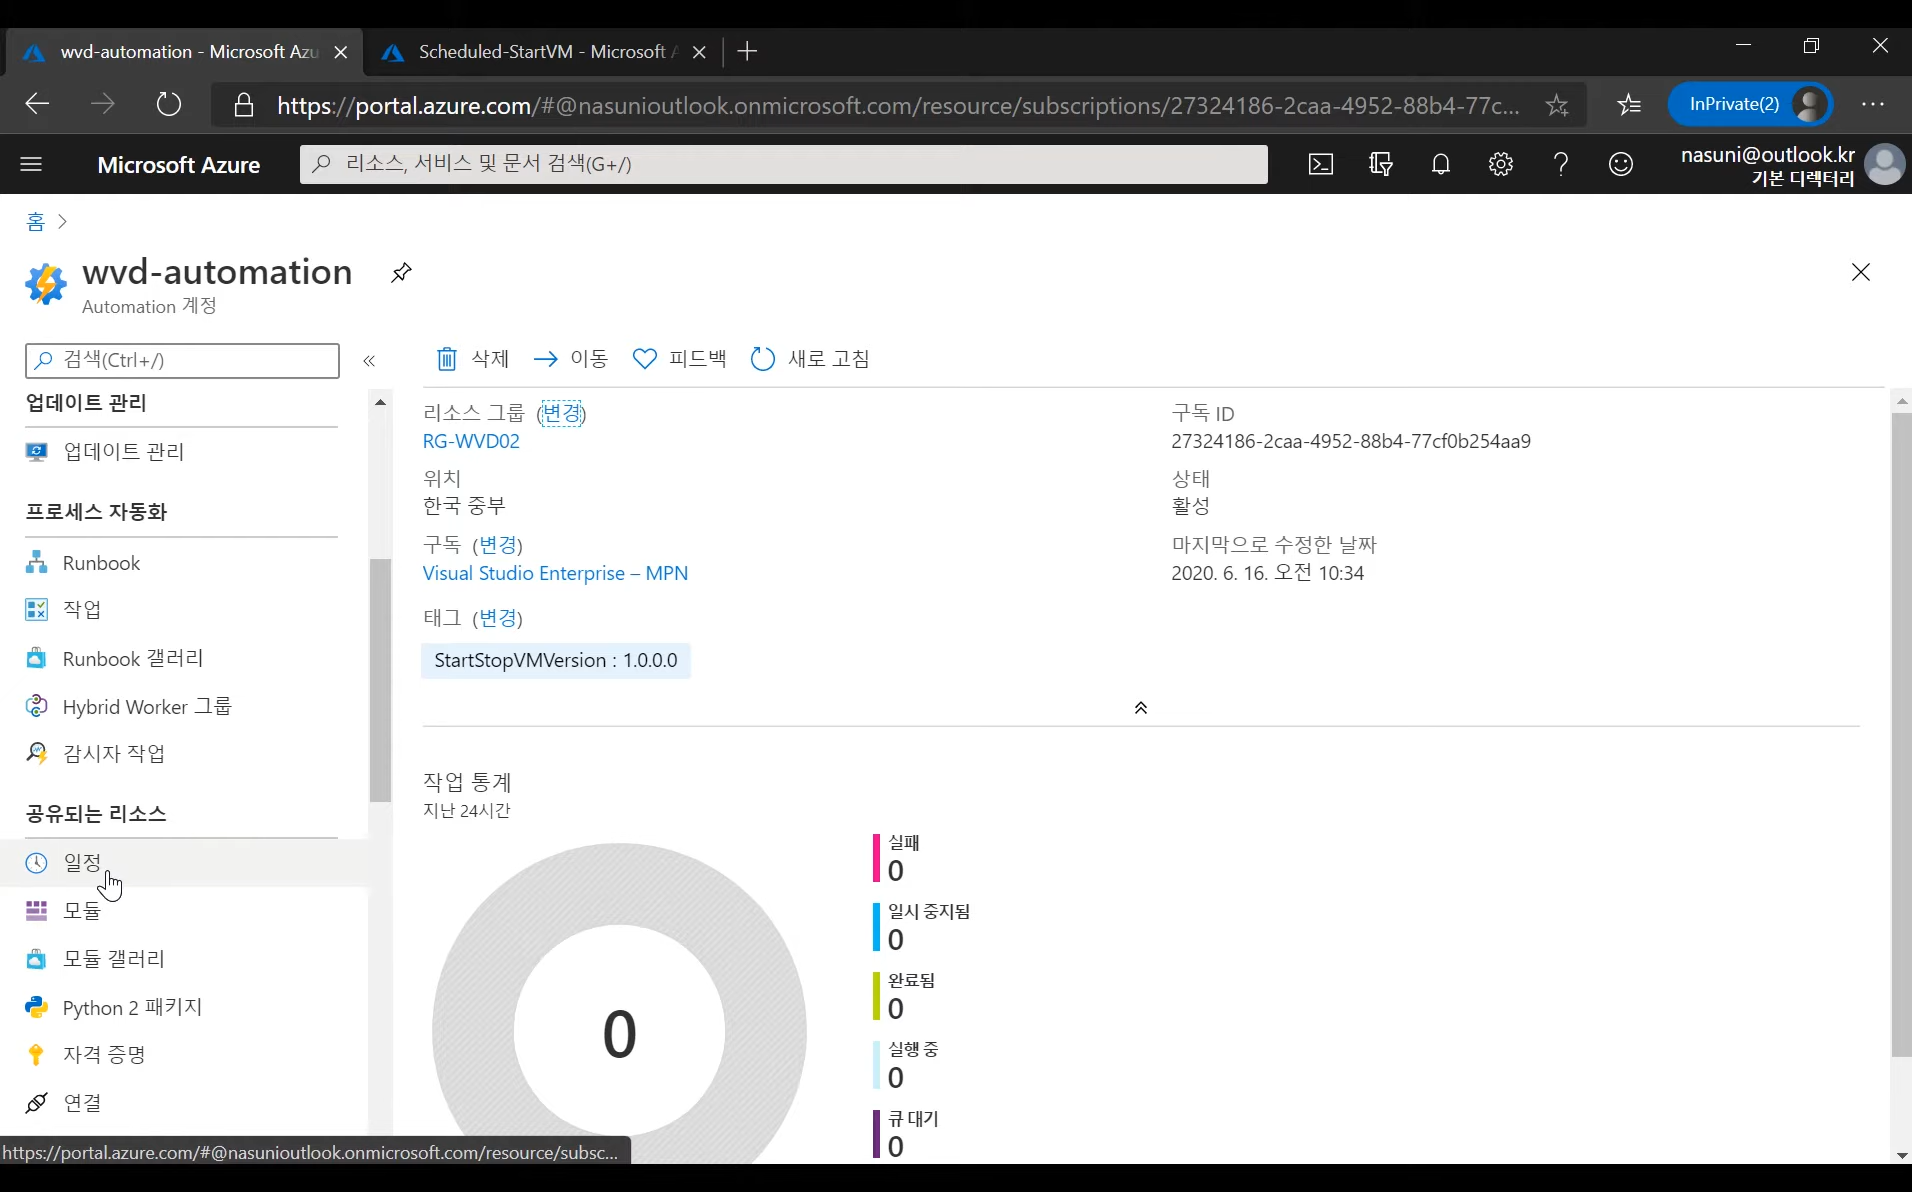 wvd-automation - Microsoft Azu
Scheduled-StartVM - Microsoft A
https://portal.azure.com/#@nasunioutlook.onmicrosoft.com/resource/subscriptions/27324186-2caa-4952-88b4-77c...
InPrivate(2)
Microsoft Azure
리소스, 서비스 및 문서 검색(G+/)
nasuni@outlook.kr
기본 디렉터리
홈
wvd-automation
Automation 계정
검색(Ctrl+/)
업데이트 관리
업데이트 관리
프로세스 자동화
Runbook
작업
Runbook 갤러리
Hybrid Worker 그룹
감시자 작업
공유되는 리소스
일정
모듈
모듈 갤러리
Python 2 패키지
자격 증명
연결
https://portal.azure.com/#@nasunioutlook.onmicrosoft.com/resource/subsc...
삭제 이동 피드백 새로 고침
리소스 그룹 (변경)
RG-WVD02
위치
한국 중부
구독 (변경)
Visual Studio Enterprise – MPN
태그 (변경)
StartStopVMVersion : 1.0.0.0
구독 ID
27324186-2caa-4952-88b4-77cf0b254aa9
상태
활성
마지막으로 수정한 날짜
2020. 6. 16. 오전 10:34
작업 통계
지난 24시간
0
실패
0
일시 중지됨
0
완료됨
0
실행 중
0
큐 대기
0